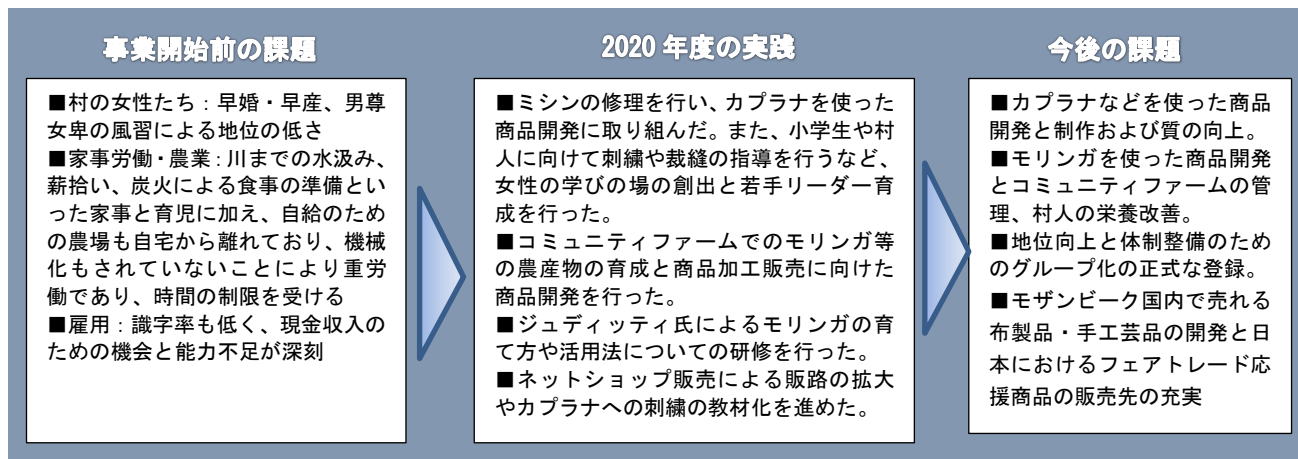 事業開始前の課題
■村の女性たち：早婚・早産、男尊
女卑の風習による地位の低さ
■家事労働・農業：川までの水汲み、
薪拾い、炭火による食事の準備とい
った家事と育児に加え、自給のため
の農場も自宅から離れており、機械
化もされていないことにより重労
働であり、時間の制限を受ける
■雇用：識字率も低く、現金収入の
ための機会と能力不足が深刻
2020 年度の実践
■ミシンの修理を行い、カプラナを使った
商品開発に取り組んだ。また、小学生や村
人に向けて刺繍や裁縫の指導を行うなど、
女性の学びの場の創出と若手リーダー育
成を行った。
■コミュニティファームでのモリンガ等
の農産物の育成と商品加工販売に向けた
商品開発を行った。
■ジュディッティ氏によるモリンガの育
て方や活用法についての研修を行った。
■ネットショップ販売による販路の拡大
やカプラナへの刺繍の教材化を進めた。
今後の課題
■カプラナなどを使った商品
開発と制作および質の向上。
■モリンガを使った商品開発
とコミュニティファームの管
理、村人の栄養改善。
■地位向上と体制整備のため
のグループ化の正式な登録。
■モザンビーク国内で売れる
布製品・手工芸品の開発と日
本におけるフェアトレード応
援商品の販売先の充実